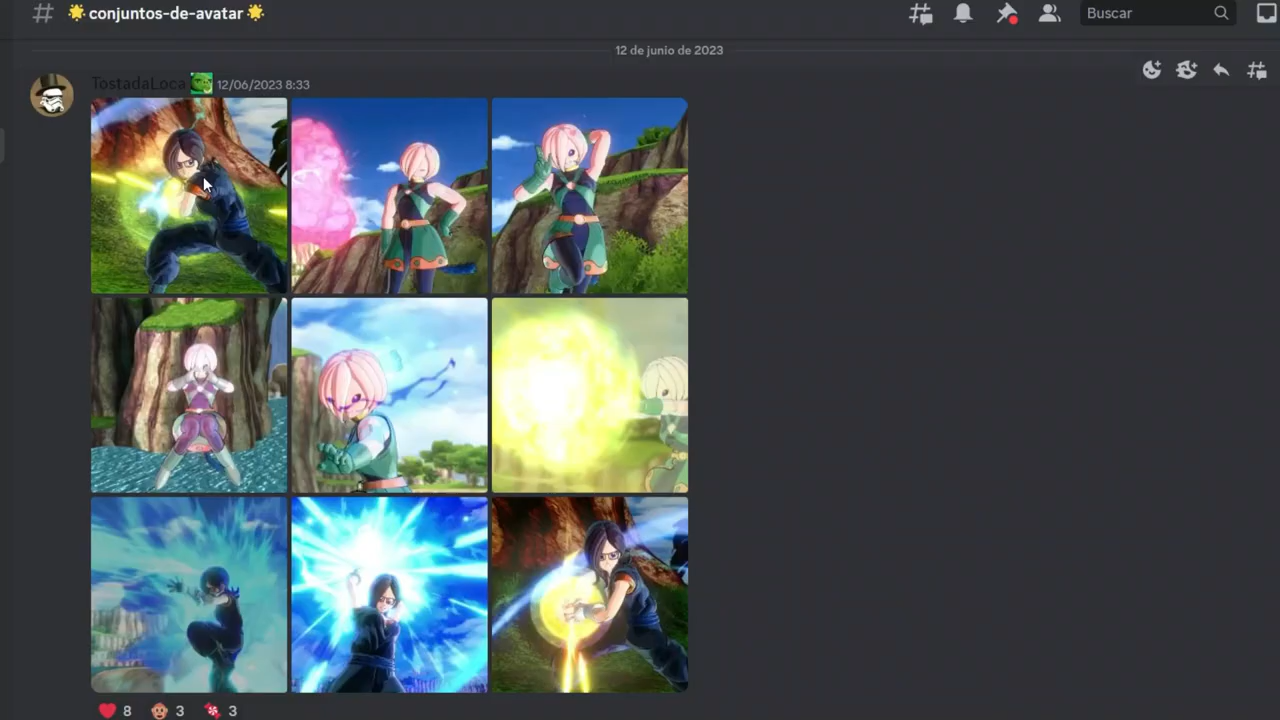 🌟conjuntos-de-avatar🌟
Buscar
12 de junio de 2023
TostadaLoca 12/06/2023 8:33
8 3 3